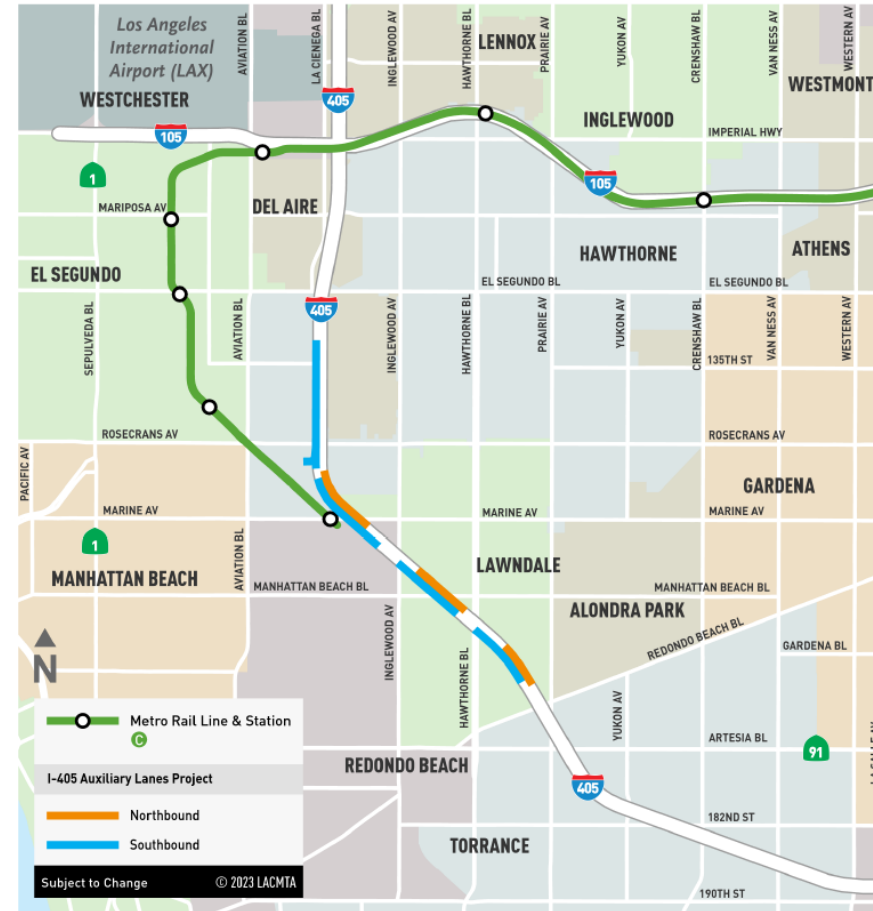 Los Angeles
International
Airport (LAX)
AVIATION BL
LA CIENEGA BL
INGLEWOOD AV
HAWTHORNE BL
LENNOX
PRAIRIE AV
YUKON AV
CRENSHAW BL
VAN NESS AV
WESTERN AV
WESTMONT
WESTCHESTER
405
105
INGLEWOOD
IMPERIAL HWY
1
105
MARIPOSA AV
DEL AIRE
HAWTHORNE
ATHENS
EL SEGUNDO
EL SEGUNDO BL
EL SEGUNDO BL
405
SEPULVEDA BL
AVIATION BL
INGLEWOOD AV
HAWTHORNE BL
PRAIRIE AV
YUKON AV
CRENSHAW BL
VAN NESS AV
WESTERN AV
135TH ST
ROSECRANS AV
ROSECRANS AV
PACIFIC AV
GARDENA
MARINE AV
MARINE AV
MARINE AV
1
AVIATION BL
LAWNDALE
MANHATTAN BEACH
MANHATTAN BEACH BL
MANHATTAN BEACH BL
ALONDRA PARK
REDONDO BEACH BL
GARDENA BL
N
INGLEWOOD AV
HAWTHORNE BL
YUKON AV
Metro Rail Line & Station
C
ARTESIA BL
91
REDONDO BEACH
I-405 Auxiliary Lanes Project
405
Northbound
182ND ST
Southbound
TORRANCE
Subject to Change
© 2023 LACMTA
190TH ST